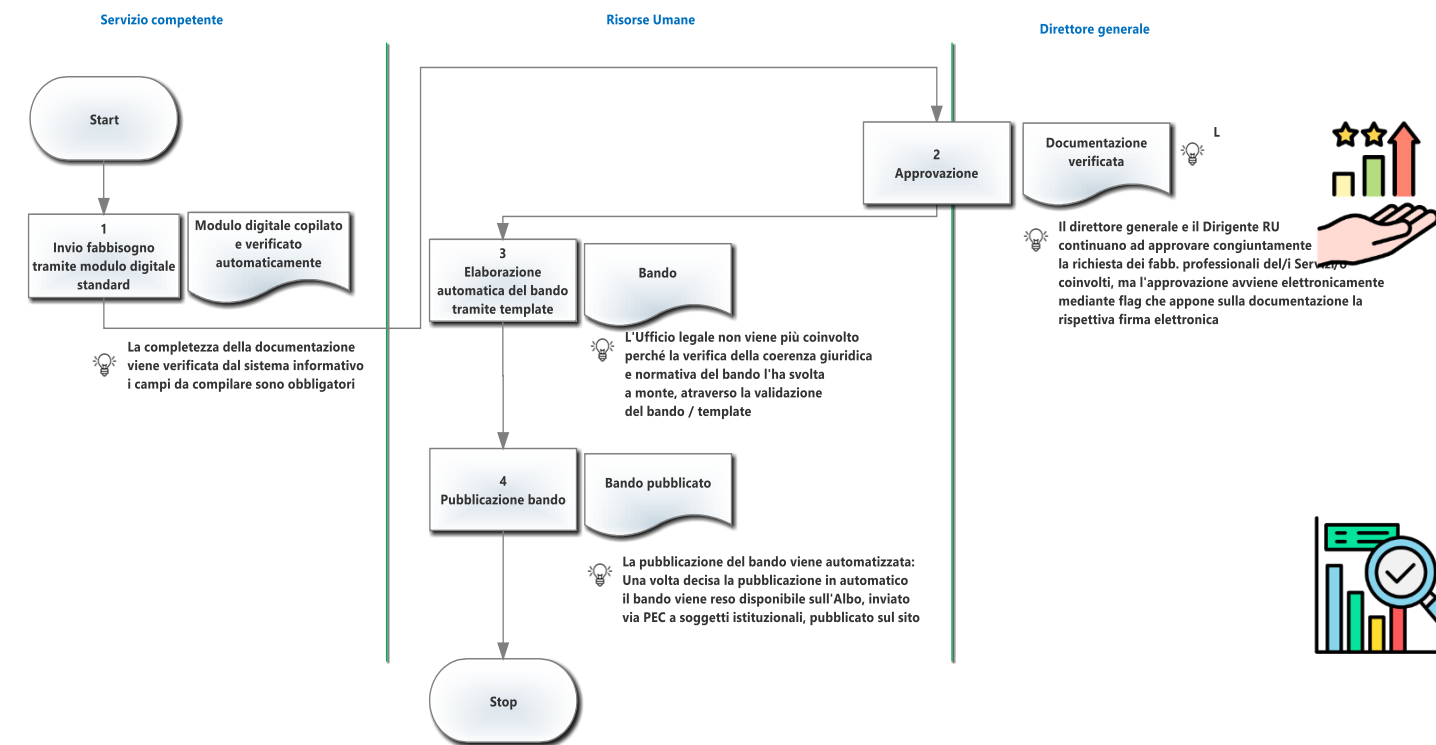 Servizio competente
Risorse Umane
Direttore generale
Start
1
Invio fabbisogno
tramite modulo digitale
standard
Modulo digitale copilato
e verificato
automaticamente
La completezza della documentazione
viene verificata dal sistema informativo
i campi da compilare sono obbligatori
2
Approvazione
Documentazione
verificata
L
Il direttore generale e il Dirigente RU
continuano ad approvare congiuntamente
la richiesta dei fabb. professionali del/i Servizi/o
coinvolti, ma l'approvazione avviene elettronicamente
mediante flag che appone sulla documentazione la
rispettiva firma elettronica
3
Elaborazione
automatica del bando
tramite template
Bando
L'Ufficio legale non viene più coinvolto
perché la verifica della coerenza giuridica
e normativa del bando l'ha svolta
a monte, atraverso la validazione
del bando / template
4
Pubblicazione bando
Bando pubblicato
La pubblicazione del bando viene automatizzata:
Una volta decisa la pubblicazione in automatico
il bando viene reso disponibile sull'Albo, inviato
via PEC a soggetti istituzionali, pubblicato sul sito
Stop